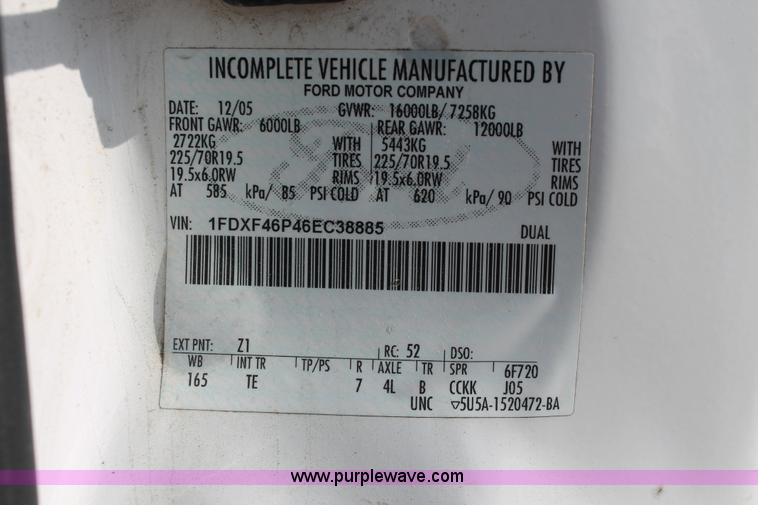 INCOMPLETE VEHICLE MANUFACTURED BY
FORD MOTOR COMPANY
DATE: 12/05 GVWR: 16000LB/ 7258KG
FRONT GAWR: 6000LB REAR GAWR: 12000LB
2722KG WITH 5443KG WITH
225/70R19.5 TIRES 225/70R19.5 TIRES
19.5x6.0RW RIMS 19.5x6.0RW RIMS
AT 585 kPa/ 85 PSI COLD AT 620 kPa/ 90 PSI COLD
VIN: 1FDXF46P46EC38885 DUAL
EXT PNT: Z1 RC: 52 DSO:
WB INT TR TP/PS R AXLE TR SPR 6F720
165 TE 7 4L B CCKK J05
UNC ▽5U5A-1520472-BA
www.purplewave.com